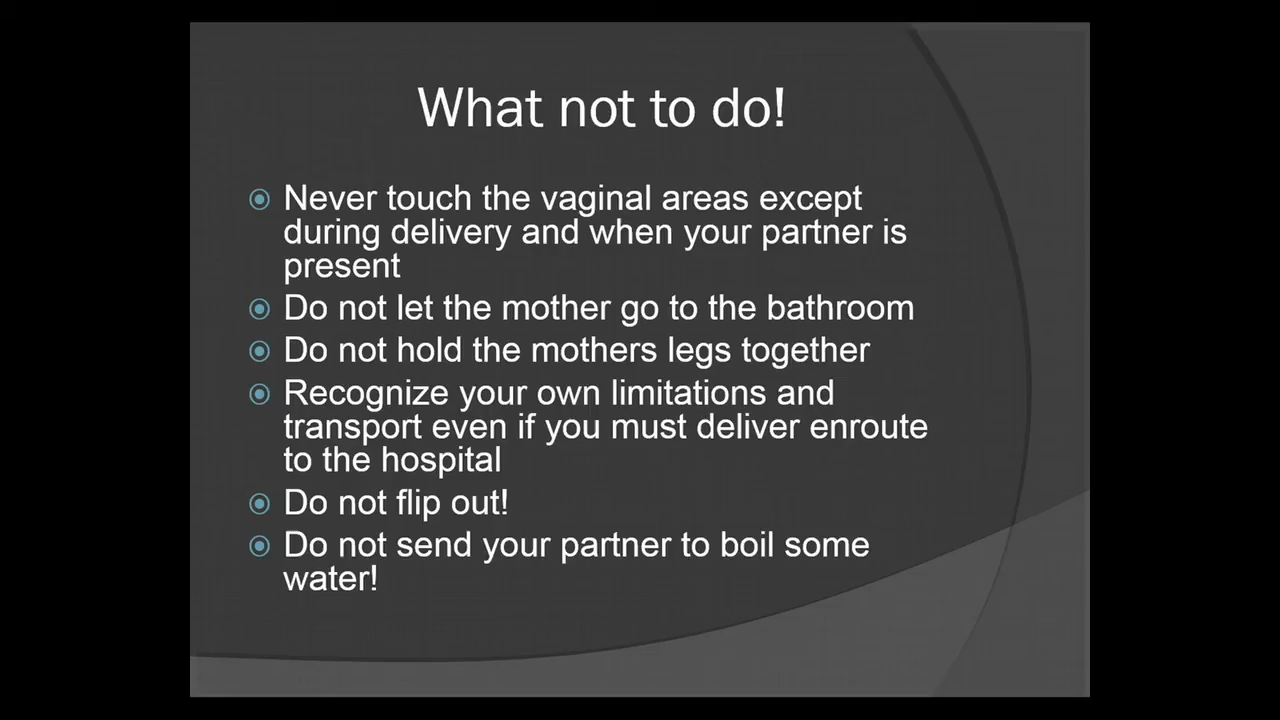 What not to do!
Never touch the vaginal areas except
during delivery and when your partner is
present
Do not let the mother go to the bathroom
Do not hold the mothers legs together
Recognize your own limitations and
transport even if you must deliver enroute
to the hospital
Do not flip out!
Do not send your partner to boil some
water!